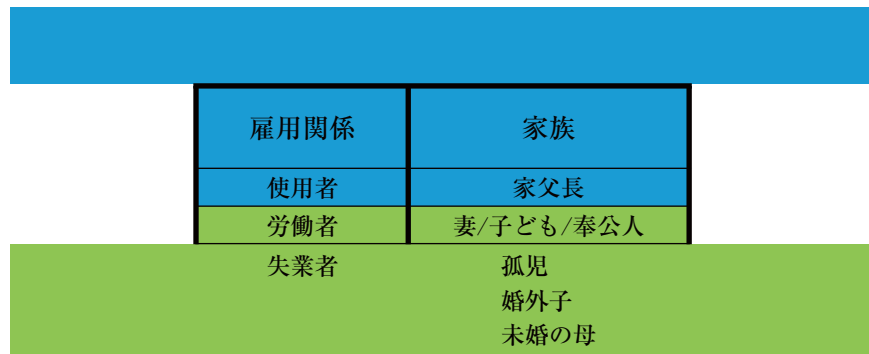 雇用関係 家族
使用者 家父長
労働者 妻/子ども/奉公人
失業者 孤児
婚外子
未婚の母